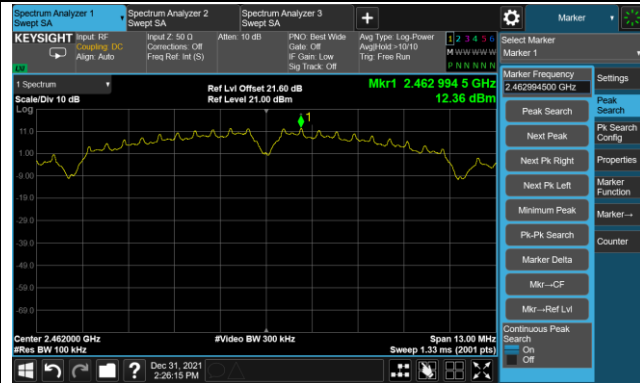 Spectrum Analyzer 1
Swept SA
Spectrum Analyzer 2
Swept SA
Spectrum Analyzer 3
Swept SA
Marker
KEYSIGHT
Input: RF
Coupling: DC
Align: Auto
Input Z: 50 Ω
Corrections: Off
Freq Ref: Int (S)
Atten: 10 dB
PNO: Best Wide
Gate: Off
IF Gain: Low
Sig Track: Off
Avg Type: Log-Power
Avg|Hold:>10/10
Trig: Free Run
1 2 3 4 5 6
M W W W W W
P N N N N N
Select Marker
Marker 1
1 Spectrum
Scale/Div 10 dB
Log
Ref Lvl Offset 21.60 dB
Ref Level 21.00 dBm
Mkr1 2.462 994 5 GHz
12.36 dBm
1
11.0
1.00
-9.00
-19.0
-29.0
-39.0
-49.0
-59.0
-69.0
Center 2.462000 GHz
#Res BW 100 kHz
#Video BW 300 kHz
Span 13.00 MHz
Sweep 1.33 ms (2001 pts)
Marker Frequency
2.462994500 GHz
Peak Search
Next Peak
Next Pk Right
Next Pk Left
Minimum Peak
Pk-Pk Search
Marker Delta
Mkr→CF
Mkr→Ref Lvl
Continuous Peak
Search
On
Off
Settings
Peak
Search
Pk Search
Config
Properties
Marker
Function
Marker→
Counter
Dec 31, 2021
2:26:15 PM